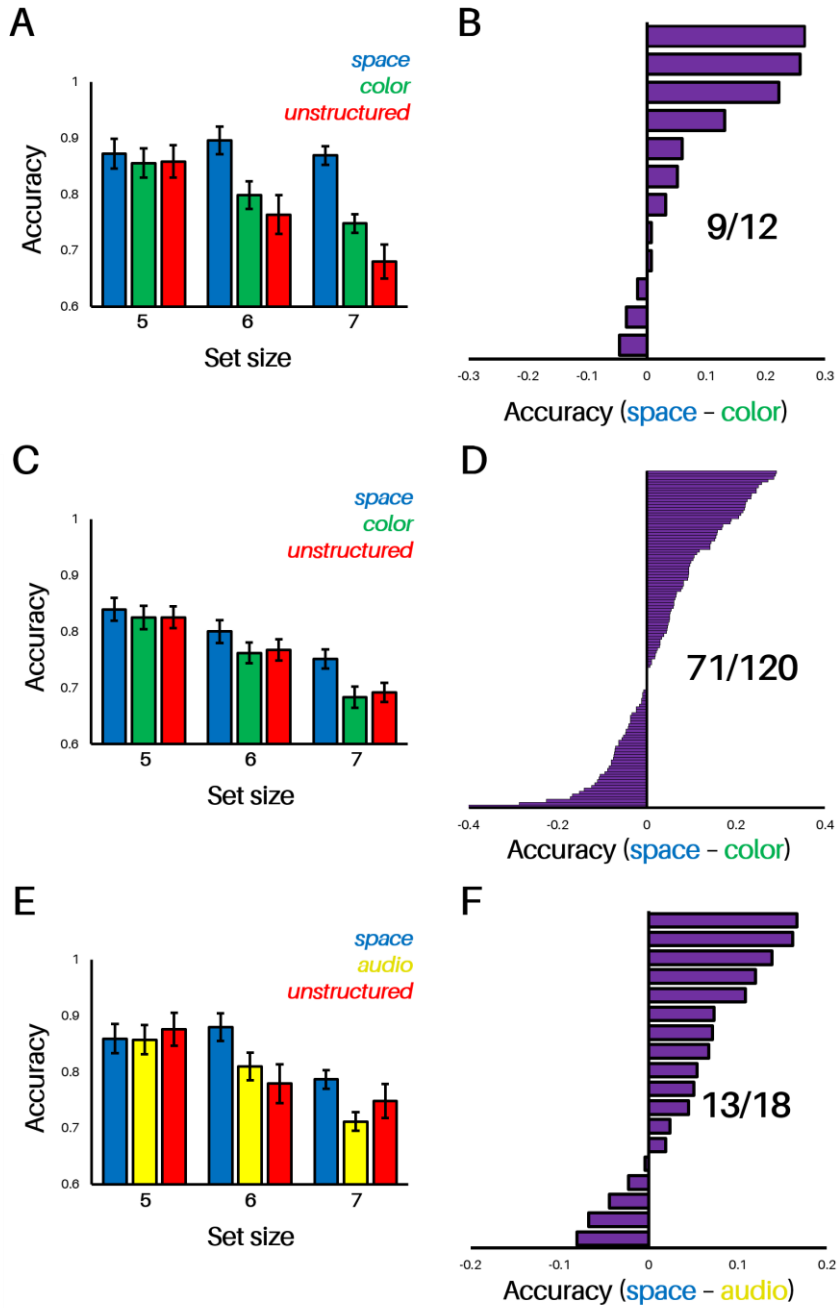 A
space
color
unstructured
Accuracy
1
0.9
0.8
0.7
0.6
5 6 7
Set size
B
9/12
-0.3 -0.2 -0.1 0 0.1 0.2 0.3
Accuracy (space – color)
C
space
color
unstructured
Accuracy
1
0.9
0.8
0.7
0.6
5 6 7
Set size
D
71/120
-0.4 -0.2 0 0.2 0.4
Accuracy (space – color)
E
space
audio
unstructured
Accuracy
1
0.9
0.8
0.7
0.6
5 6 7
Set size
F
13/18
-0.2 -0.1 0 0.1 0.2
Accuracy (space – audio)